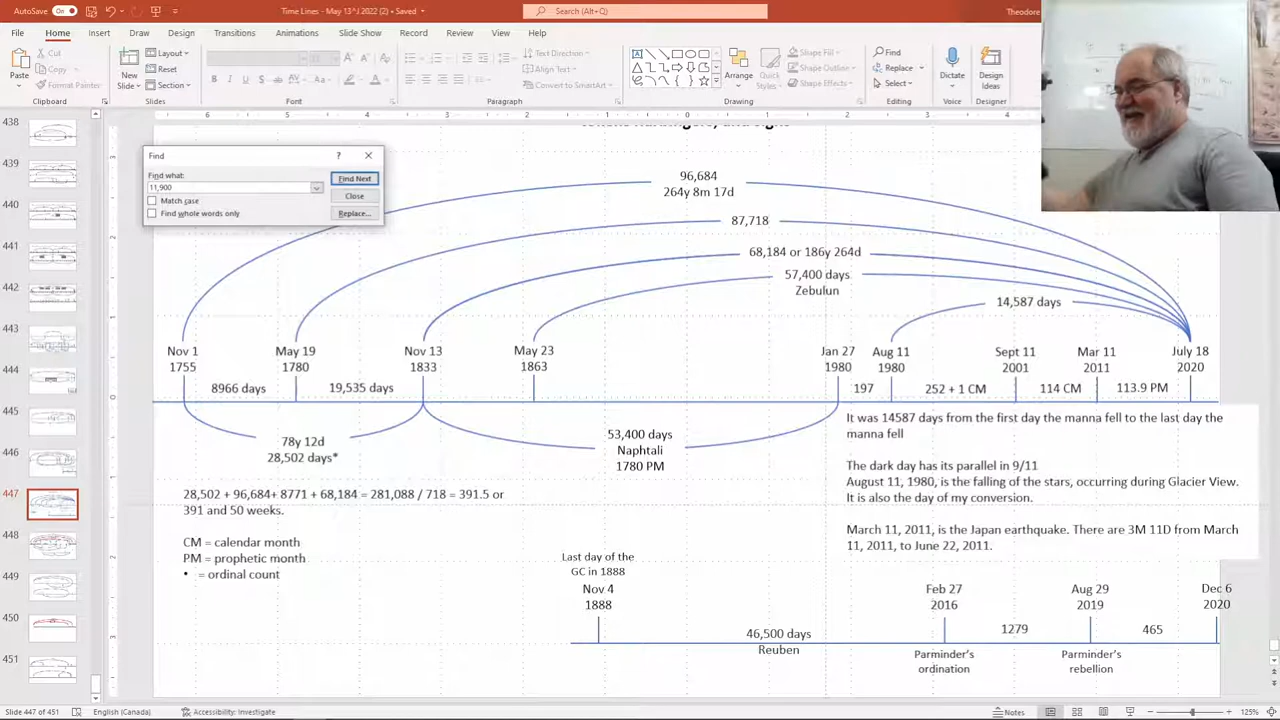 AutoSave On
Time Lines - May 13^J.2022 (2) • Saved
Search (Alt+Q)
Theodore
File Home Insert Draw Design Transitions Animations Slide Show Record Review View Help
Paste
Cut
Copy
Format Painter
Clipboard
New
Slide
Layout
Reset
Section
Slides
Font
Paragraph
Text Direction
Align Text
Convert to SmartArt
Arrange
Quick
Styles
Shape Fill
Shape Outline
Shape Effects
Drawing
Find
Replace
Select
Editing
Dictate
Voice
Design
Ideas
Designer
438
439
440
441
442
443
444
445
446
447
448
449
450
451
Find
? ×
Find what:
11,900
Match case
Find whole words only
Find Next
Close
Replace...
96,684
264y 8m 17d
87,718
68,184 or 186y 264d
57,400 days
Zebulun
14,587 days
Nov 1
1755
May 19
1780
Nov 13
1833
May 23
1863
Jan 27
1980
Aug 11
1980
Sept 11
2001
Mar 11
2011
July 18
2020
8966 days
19,535 days
197
252 + 1 CM
114 CM
113.9 PM
78y 12d
28,502 days*
53,400 days
Naphtali
1780 PM
It was 14587 days from the first day the manna fell to the last day the
manna fell
The dark day has its parallel in 9/11
August 11, 1980, is the falling of the stars, occurring during Glacier View.
It is also the day of my conversion.
March 11, 2011, is the Japan earthquake. There are 3M 11D from March
11, 2011, to June 22, 2011.
28,502 + 96,684+ 8771 + 68,184 = 281,088 / 718 = 391.5 or
391 and 50 weeks.
CM = calendar month
PM = prophetic month
• = ordinal count
Last day of the
GC in 1888
Nov 4
1888
46,500 days
Reuben
Feb 27
2016
Parminder's
ordination
1279
Aug 29
2019
Parminder's
rebellion
465
Dec 6
2020
Slide 447 of 451
English (Canada)
Accessibility: Investigate
Notes
125%